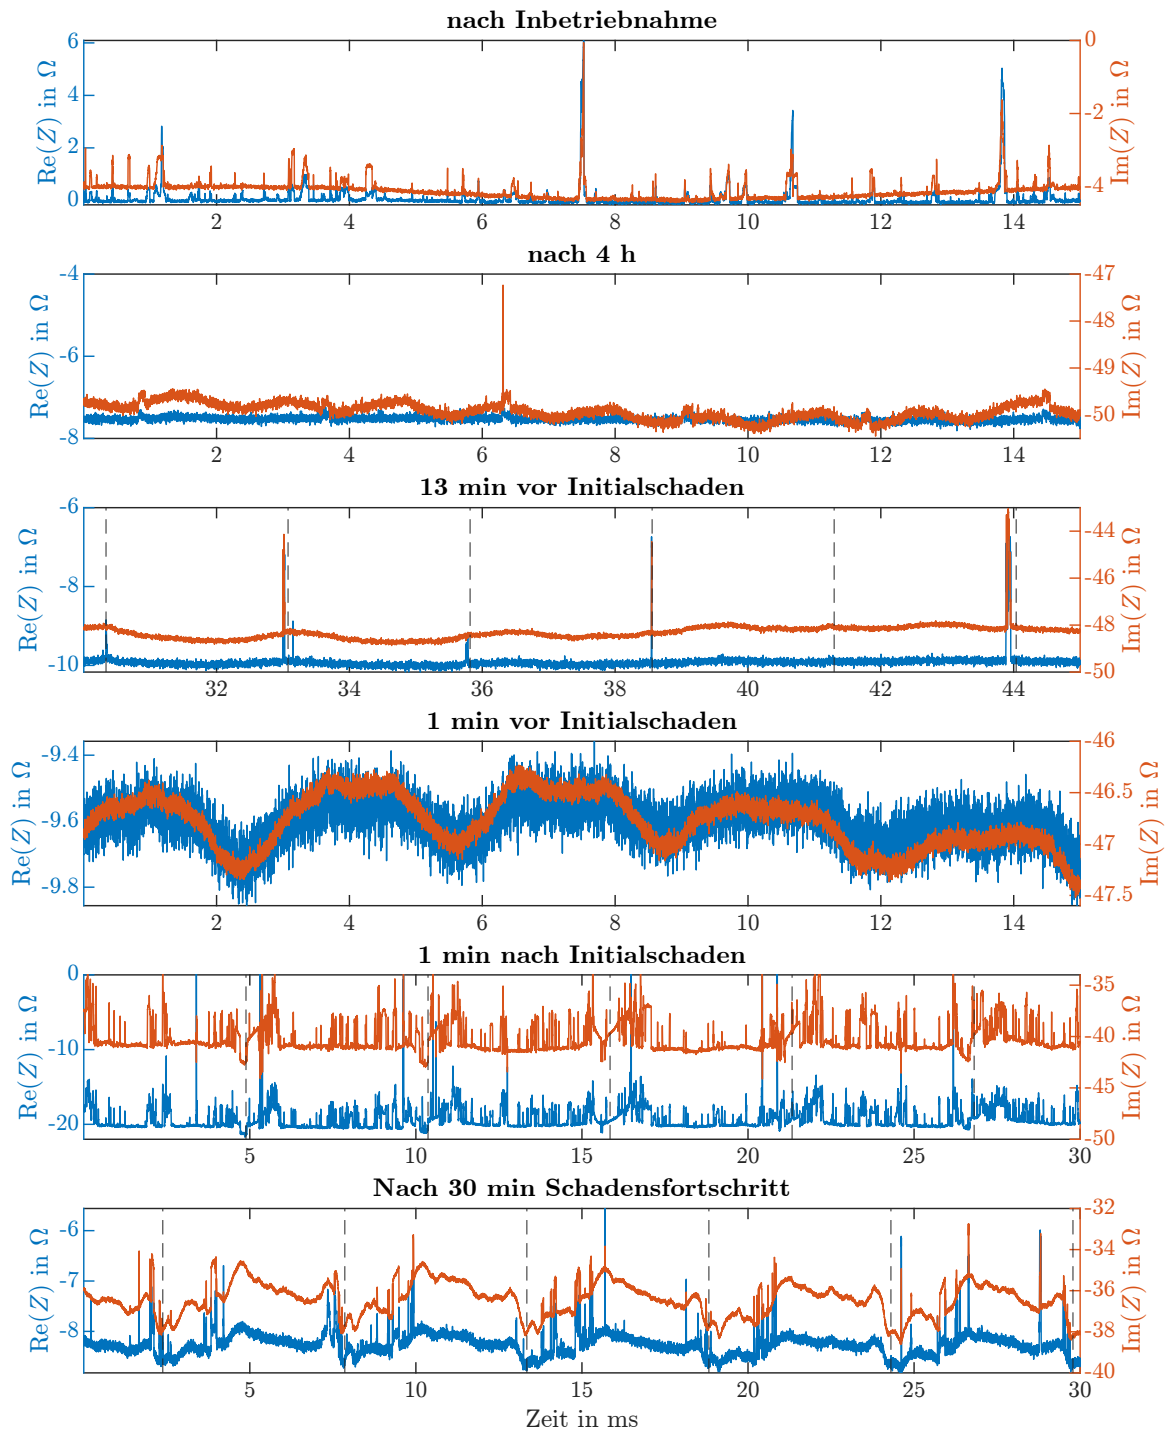 nach Inbetriebnahme
Re(Z) in Ω
6
4
2
0
0
-2
-4
Im(Z) in Ω
2 4 6 8 10 12 14
nach 4 h
Re(Z) in Ω
-4
-6
-8
-47
-48
-49
-50
Im(Z) in Ω
2 4 6 8 10 12 14
13 min vor Initialschaden
Re(Z) in Ω
-6
-8
-10
-44
-46
-48
-50
Im(Z) in Ω
32 34 36 38 40 42 44
1 min vor Initialschaden
Re(Z) in Ω
-9.4
-9.6
-9.8
-46
-46.5
-47
-47.5
Im(Z) in Ω
2 4 6 8 10 12 14
1 min nach Initialschaden
Re(Z) in Ω
0
-10
-20
-35
-40
-45
-50
Im(Z) in Ω
5 10 15 20 25 30
Nach 30 min Schadensfortschritt
Re(Z) in Ω
-6
-7
-8
-32
-34
-36
-38
-40
Im(Z) in Ω
5 10 15 20 25 30
Zeit in ms